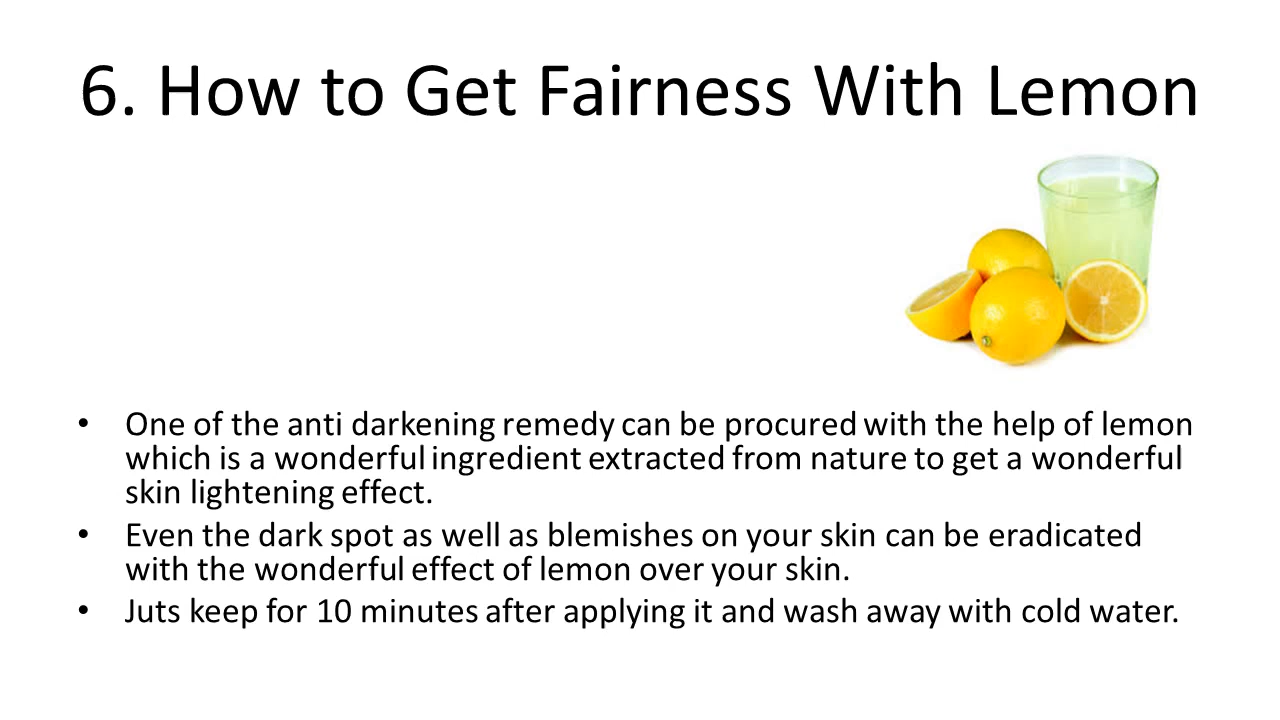 6. How to Get Fairness With Lemon
• One of the anti darkening remedy can be procured with the help of lemon
which is a wonderful ingredient extracted from nature to get a wonderful
skin lightening effect.
• Even the dark spot as well as blemishes on your skin can be eradicated
with the wonderful effect of lemon over your skin.
• Juts keep for 10 minutes after applying it and wash away with cold water.